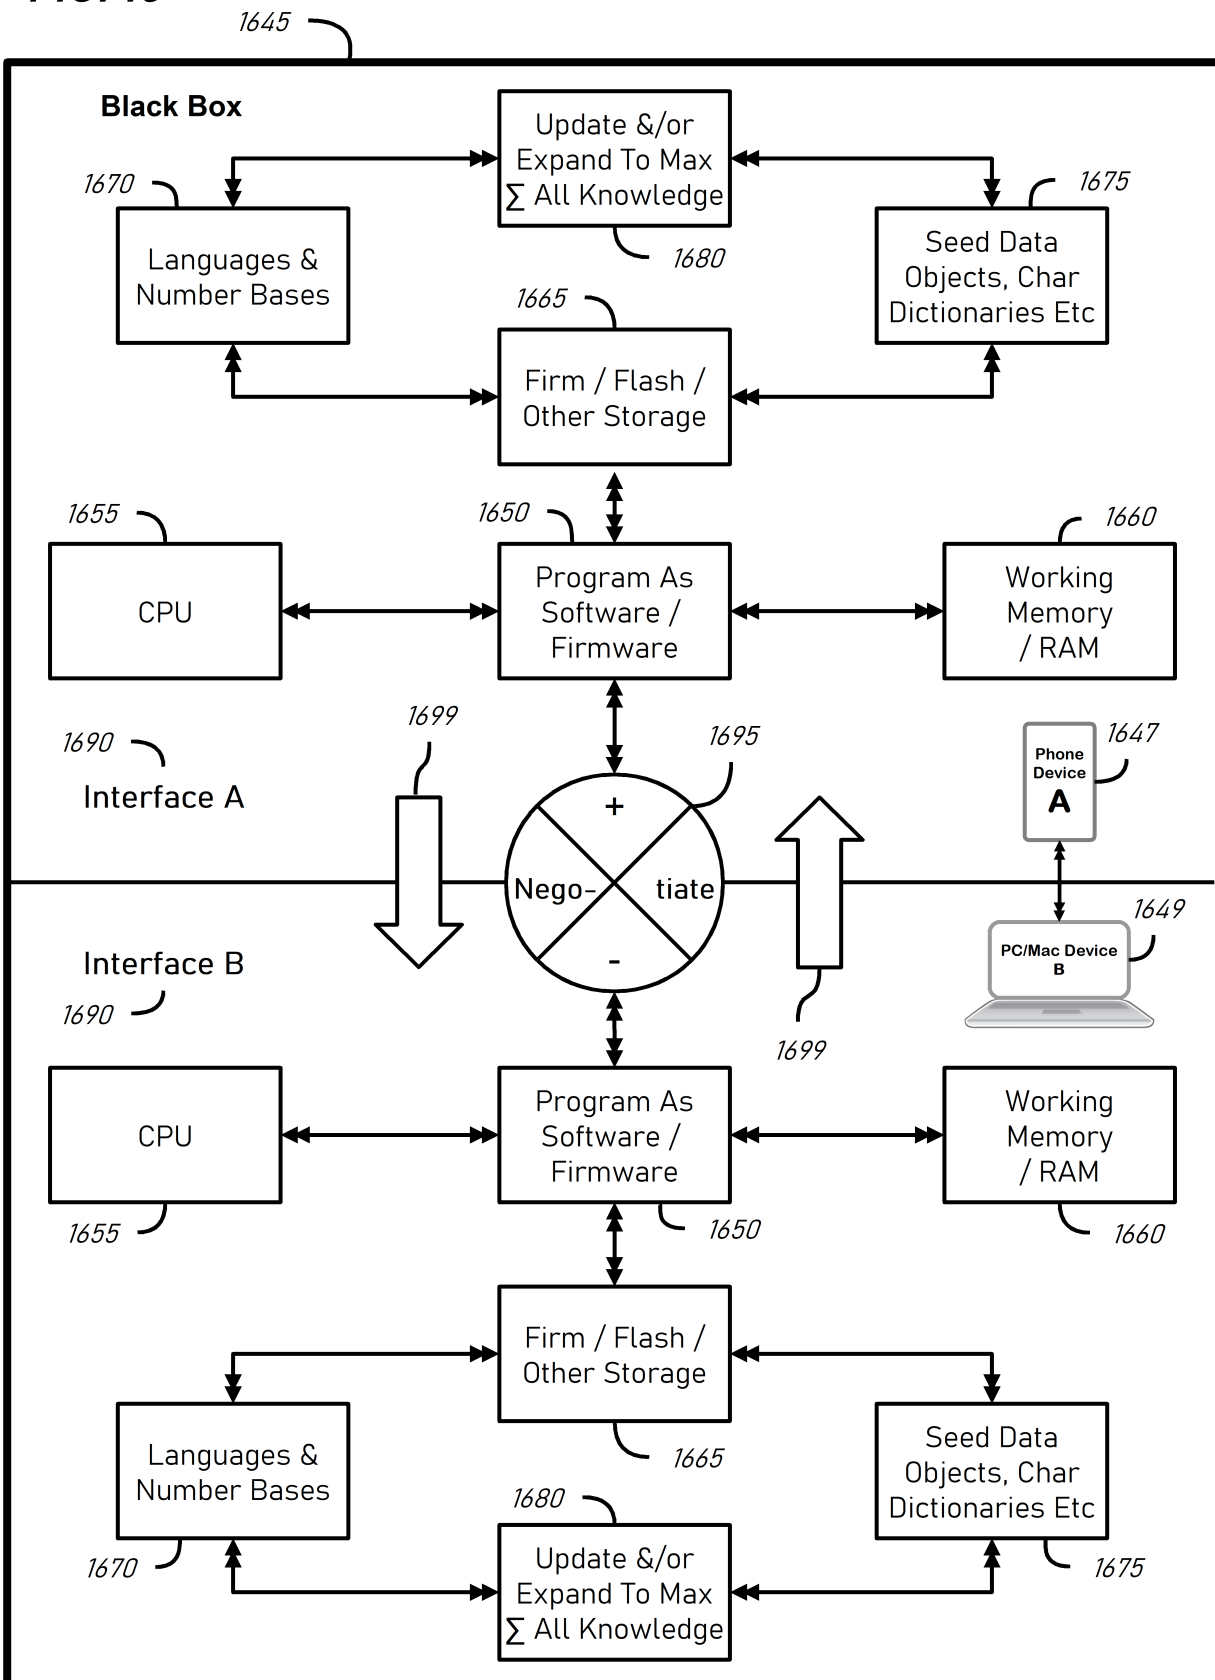 1645
Black Box
Update &/or
Expand To Max
∑ All Knowledge
1670
1675
1680
Languages &
Number Bases
Seed Data
Objects, Char
Dictionaries Etc
1665
Firm / Flash /
Other Storage
1655
1650
1660
CPU
Program As
Software /
Firmware
Working
Memory
/ RAM
1699
1695
1647
1690
Interface A
Phone
Device
A
+
Nego-
tiate
-
1649
PC/Mac Device
B
Interface B
1690
1699
CPU
Program As
Software /
Firmware
Working
Memory
/ RAM
1655
1650
1660
Firm / Flash /
Other Storage
1665
Languages &
Number Bases
Seed Data
Objects, Char
Dictionaries Etc
1680
1670
1675
Update &/or
Expand To Max
∑ All Knowledge